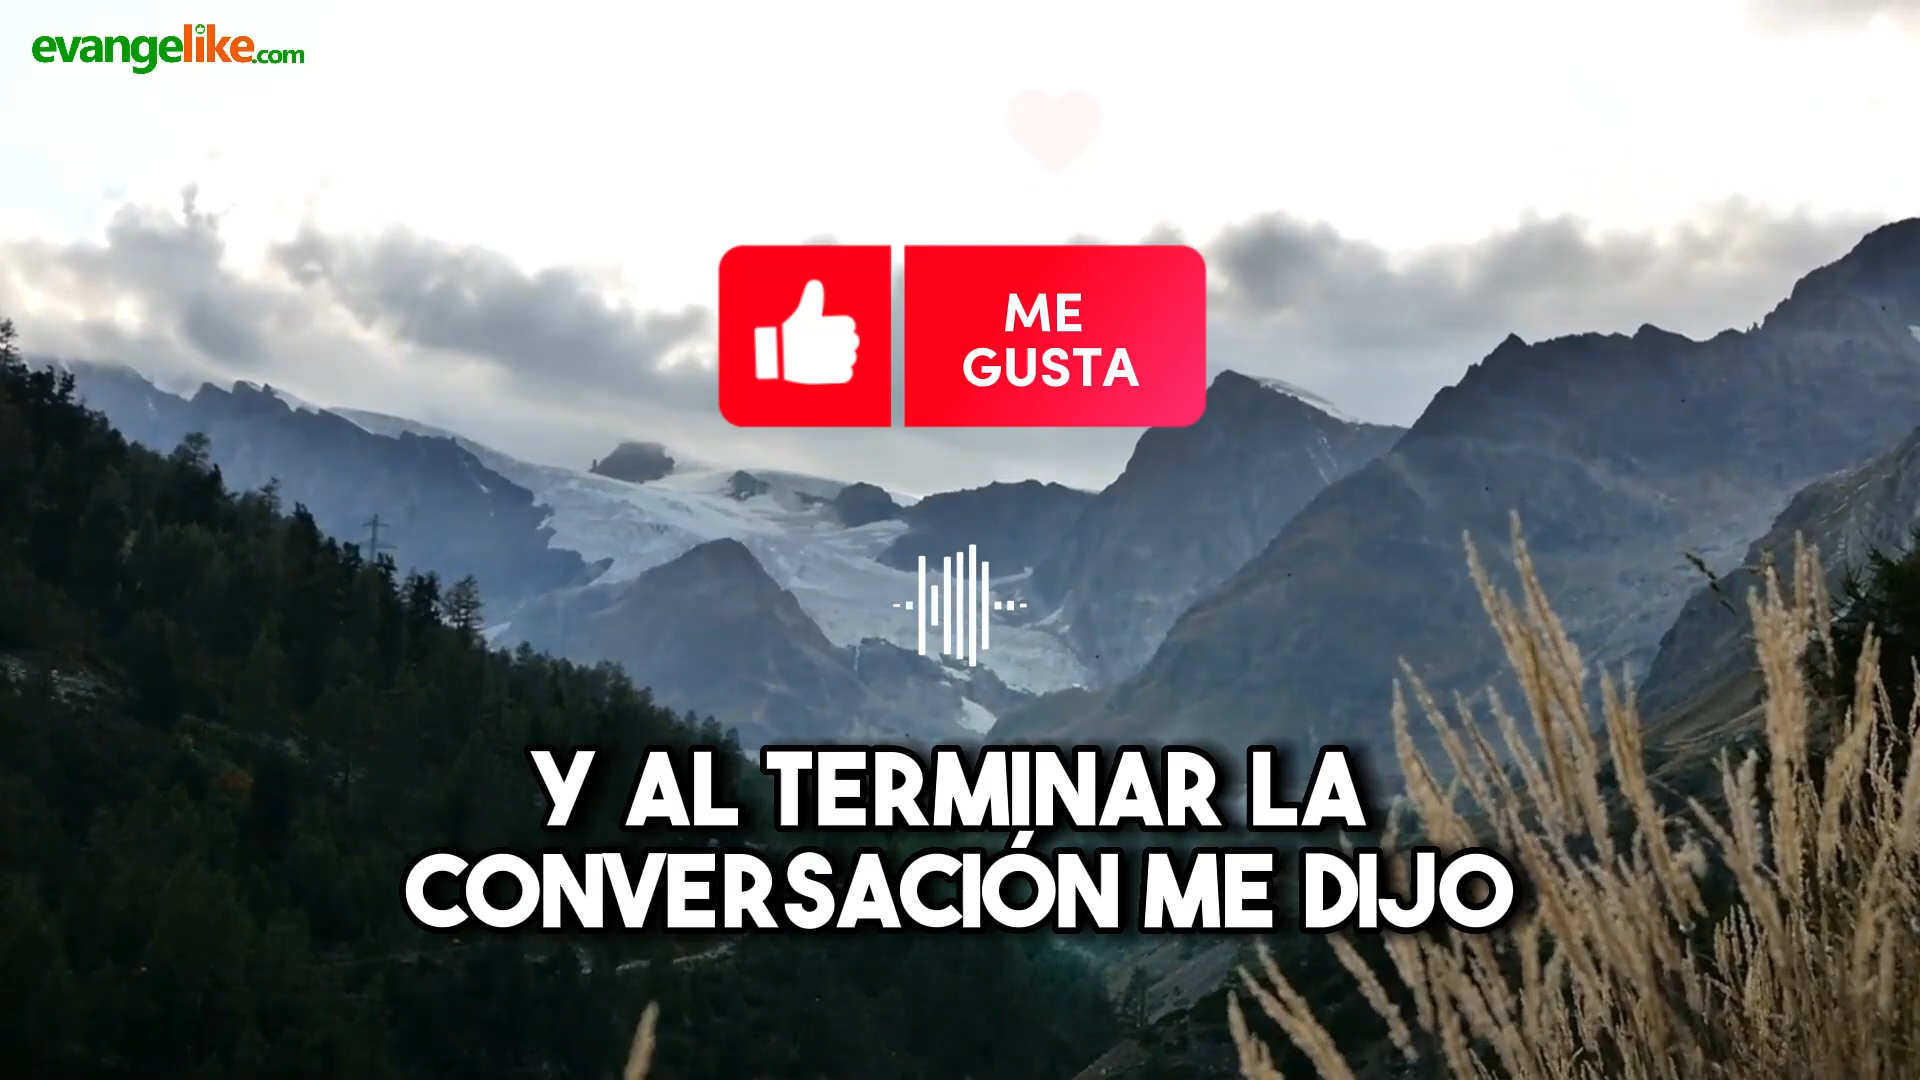 evangelike.com
ME
GUSTA
Y AL TERMINAR LA
CONVERSACIÓN ME DIJO